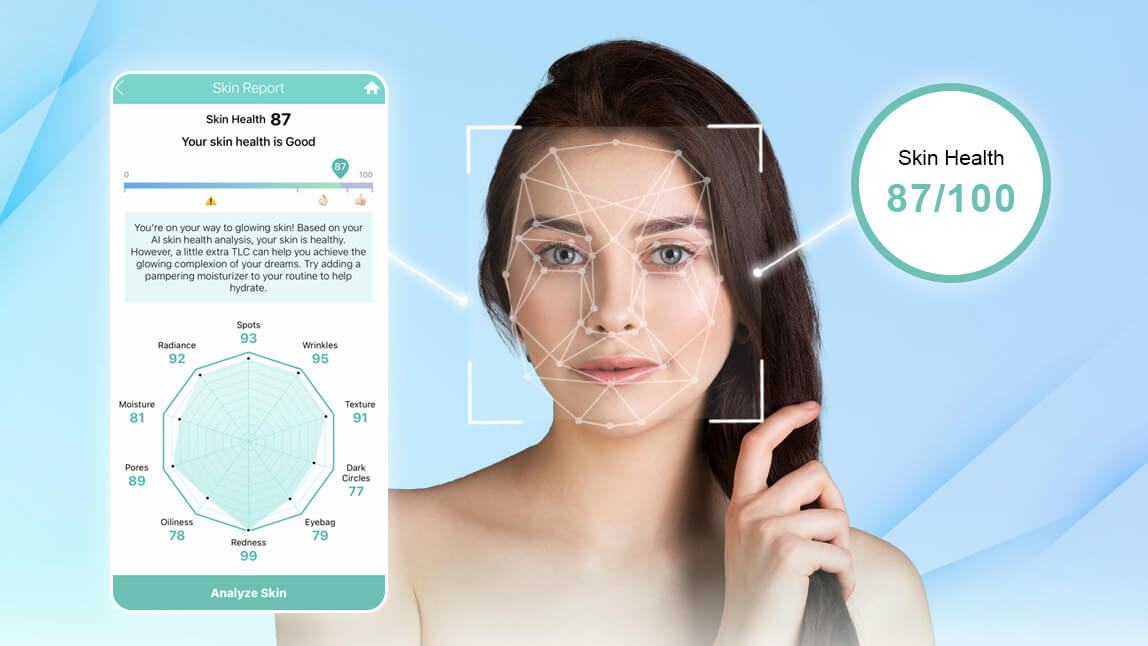 Skin Report
Skin Health 87
Your skin health is Good
87
0
100
You're on your way to glowing skin! Based on your
AI skin health analysis, your skin is healthy.
However, a little extra TLC can help you achieve the
glowing complexion of your dreams. Try adding a
pampering moisturizer to your routine to help
hydrate.
Spots
93
Radiance
92
Wrinkles
95
Moisture
81
Texture
91
Pores
89
Dark
Circles
77
Oiliness
78
Eyebag
79
Redness
99
Analyze Skin
Skin Health
87/100